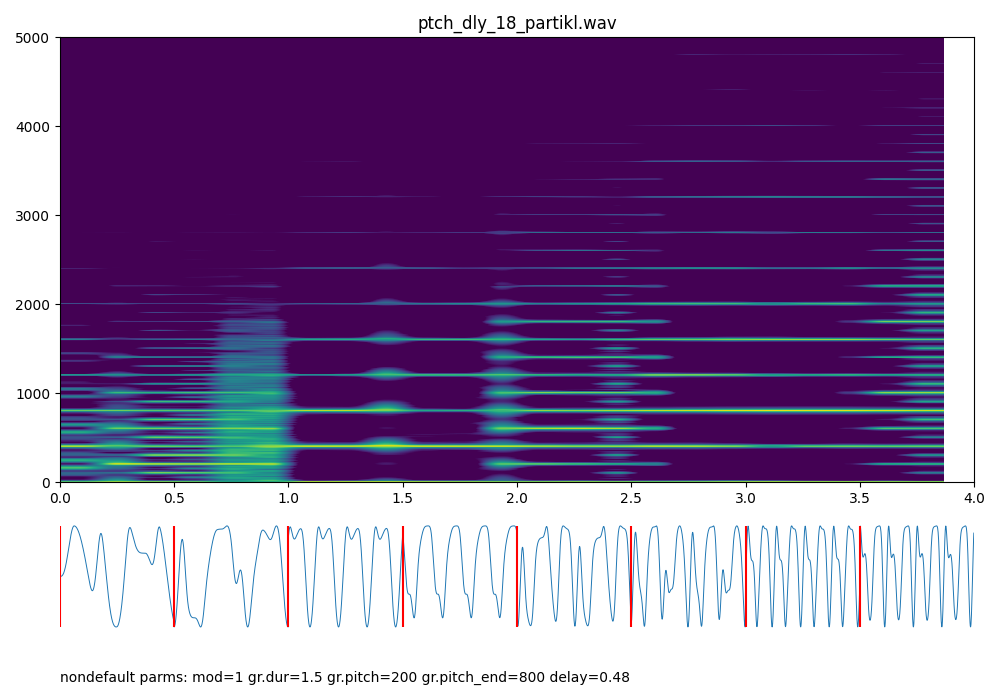 ptch_dly_18_partikl.wav
5000
4000
3000
2000
1000
0
0.0 0.5 1.0 1.5 2.0 2.5 3.0 3.5 4.0
nondefault parms: mod=1 gr.dur=1.5 gr.pitch=200 gr.pitch_end=800 delay=0.48